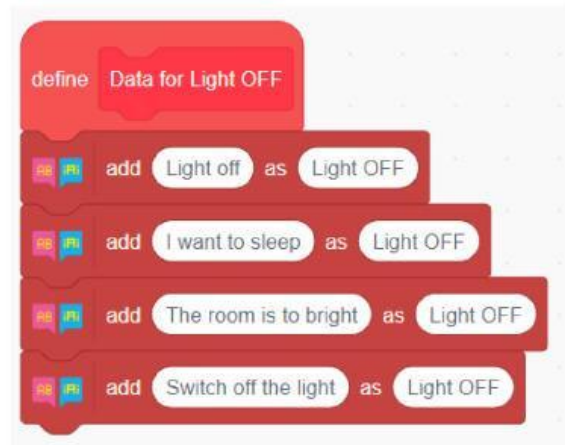 define Data for Light OFF
add Light off as Light OFF
add I want to sleep as Light OFF
add The room is to bright as Light OFF
add Switch off the light as Light OFF